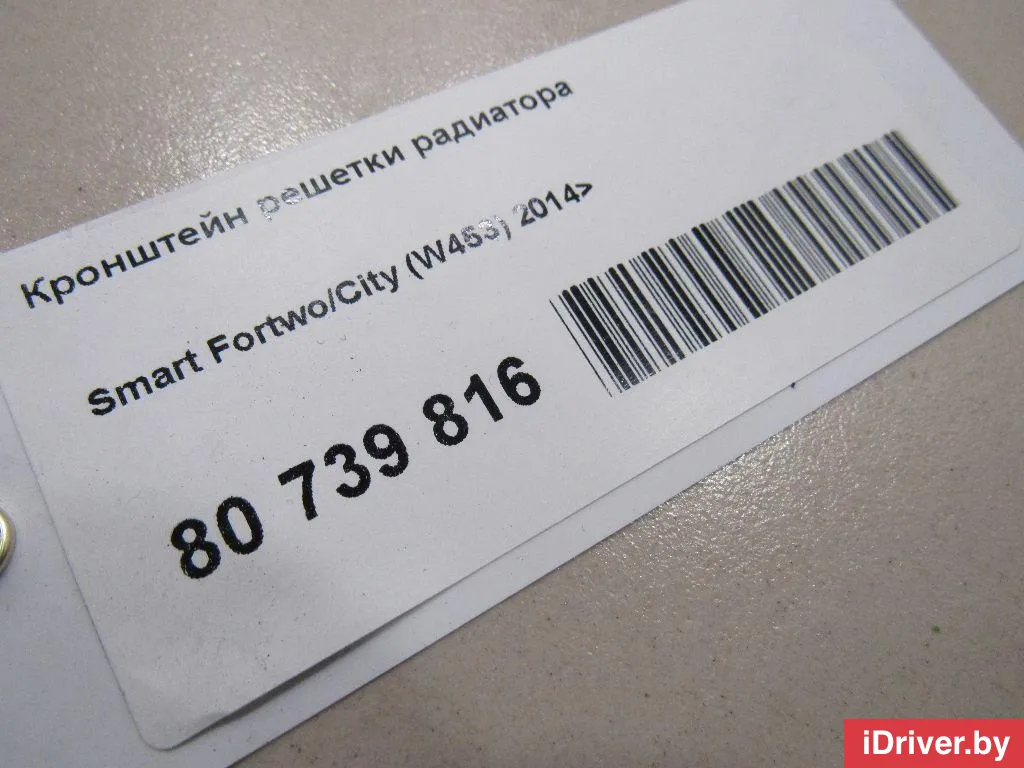 Кронштейн решетки радиатора
Smart Fortwo/City (W453) 2014>
80 739 816
iDriver.by